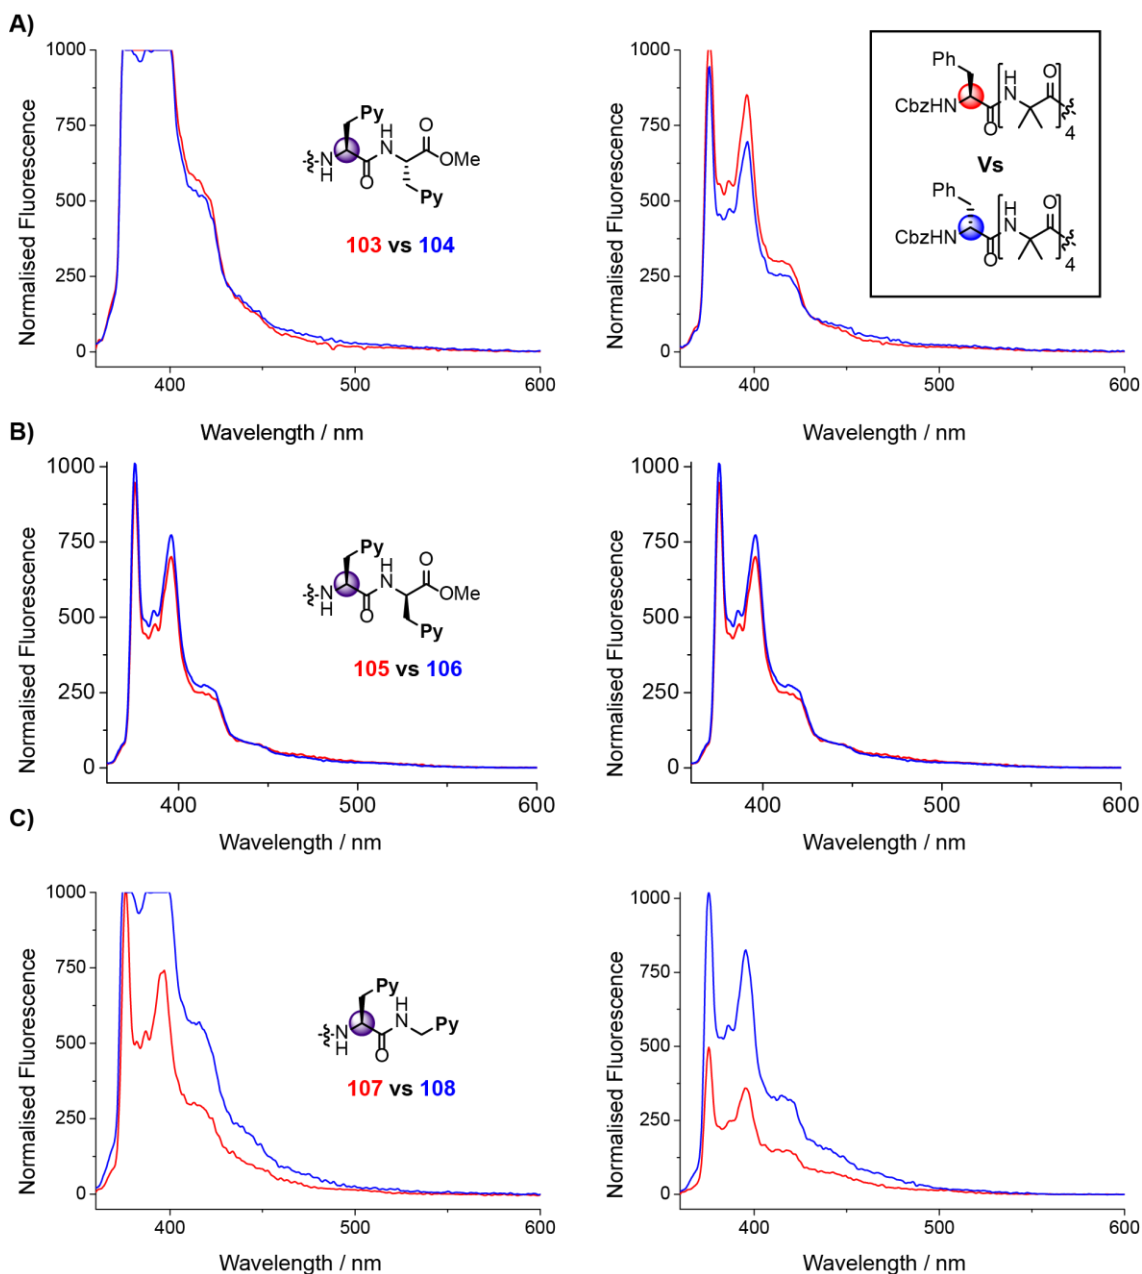 A)
Normalised Fluorescence
1000
750
500
250
0
400
500
600
Wavelength / nm
Py
H
N
O
OMe
N
H
O
Py
103 vs 104
Normalised Fluorescence
1000
750
500
250
0
400
500
600
Wavelength / nm
Ph
H
N
O
CbzHN
O
4
Vs
Ph
H
N
O
CbzHN
O
4
B)
Normalised Fluorescence
1000
750
500
250
0
400
500
600
Wavelength / nm
Py
H
N
O
OMe
N
H
O
Py
105 vs 106
Normalised Fluorescence
1000
750
500
250
0
400
500
600
Wavelength / nm
C)
Normalised Fluorescence
1000
750
500
250
0
400
500
600
Wavelength / nm
Py
H
N
Py
N
H
O
107 vs 108
Normalised Fluorescence
1000
750
500
250
0
400
500
600
Wavelength / nm